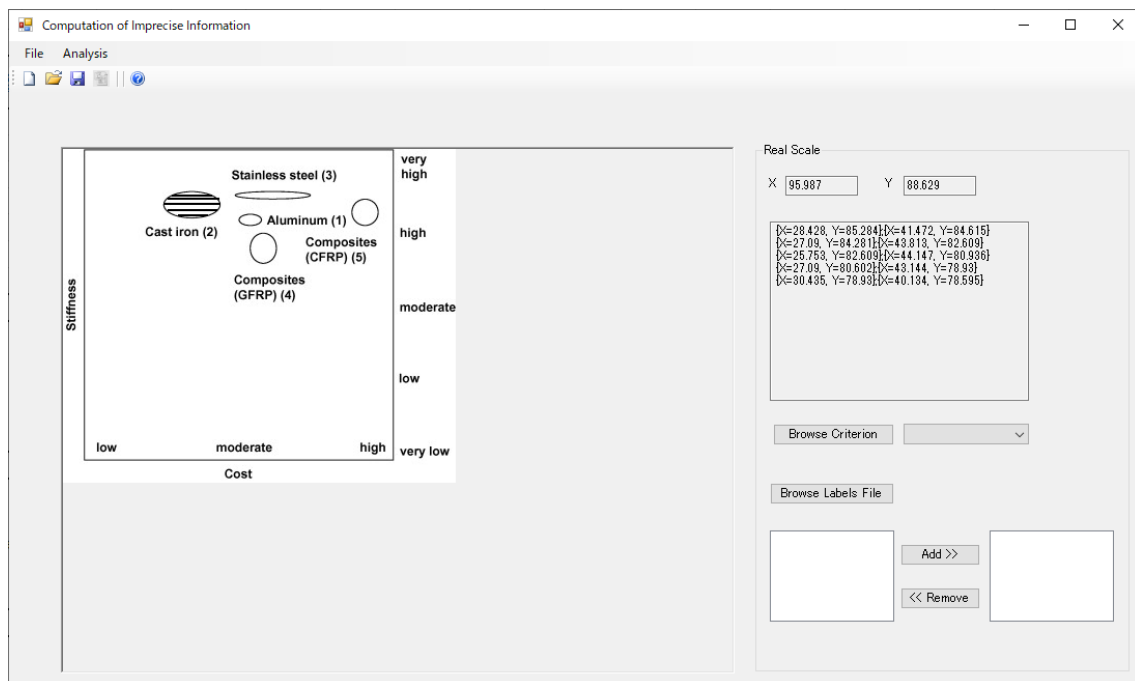 Computation of Imprecise Information
File Analysis
very high
Stainless steel (3)
Aluminum (1)
Cast iron (2)
high
Composites (CFRP) (5)
Composites (GFRP) (4)
Stiffness
moderate
low
low moderate high
very low
Cost
Real Scale
X 95.987 Y 88.629
{X=28.428, Y=85.284};{X=41.472, Y=84.615}
{X=27.09, Y=84.281};{X=43.813, Y=82.609}
{X=25.753, Y=82.609};{X=44.147, Y=80.936}
{X=27.09, Y=80.602};{X=43.144, Y=78.93}
{X=30.435, Y=78.93};{X=40.134, Y=78.595}
Browse Criterion
Browse Labels File
Add >>
<< Remove